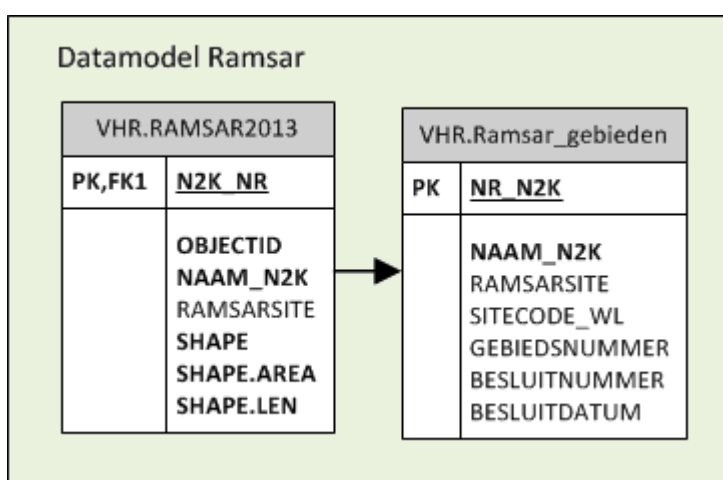 Datamodel Ramsar
VHR.RAMSAR2013
PK,FK1 N2K_NR
OBJECTID
NAAM_N2K
RAMSARSITE
SHAPE
SHAPE.AREA
SHAPE.LEN
VHR.Ramsar_gebieden
PK NR_N2K
NAAM_N2K
RAMSARSITE
SITECODE_WL
GEBIEDSNUMMER
BESLUITNUMMER
BESLUITDATUM